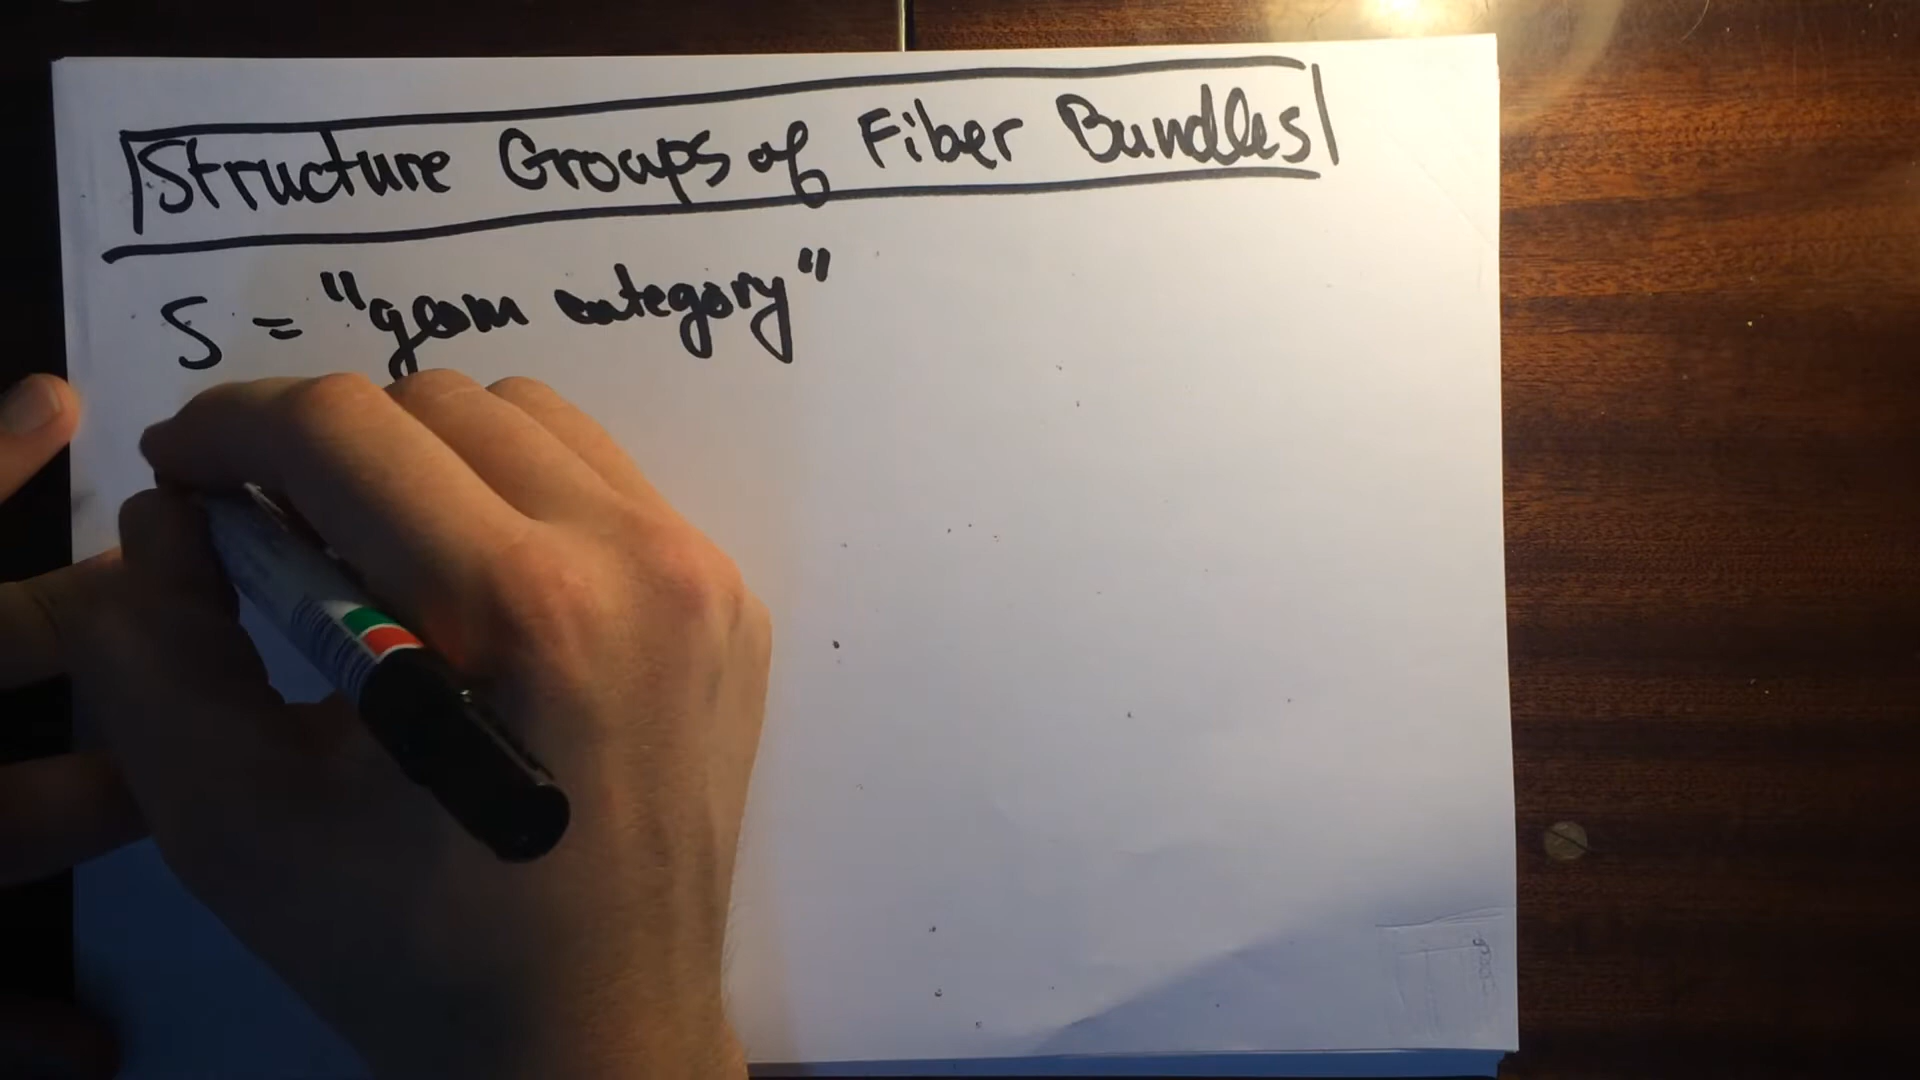 Structure Groups of Fiber Bundles
S = "geom category"